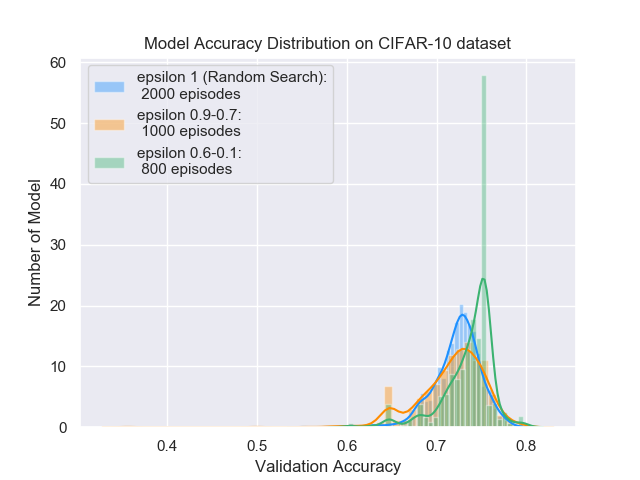 Model Accuracy Distribution on CIFAR-10 dataset
epsilon 1 (Random Search):
2000 episodes
epsilon 0.9-0.7:
1000 episodes
epsilon 0.6-0.1:
800 episodes
60
50
40
30
20
10
0
Number of Model
0.4 0.5 0.6 0.7 0.8
Validation Accuracy